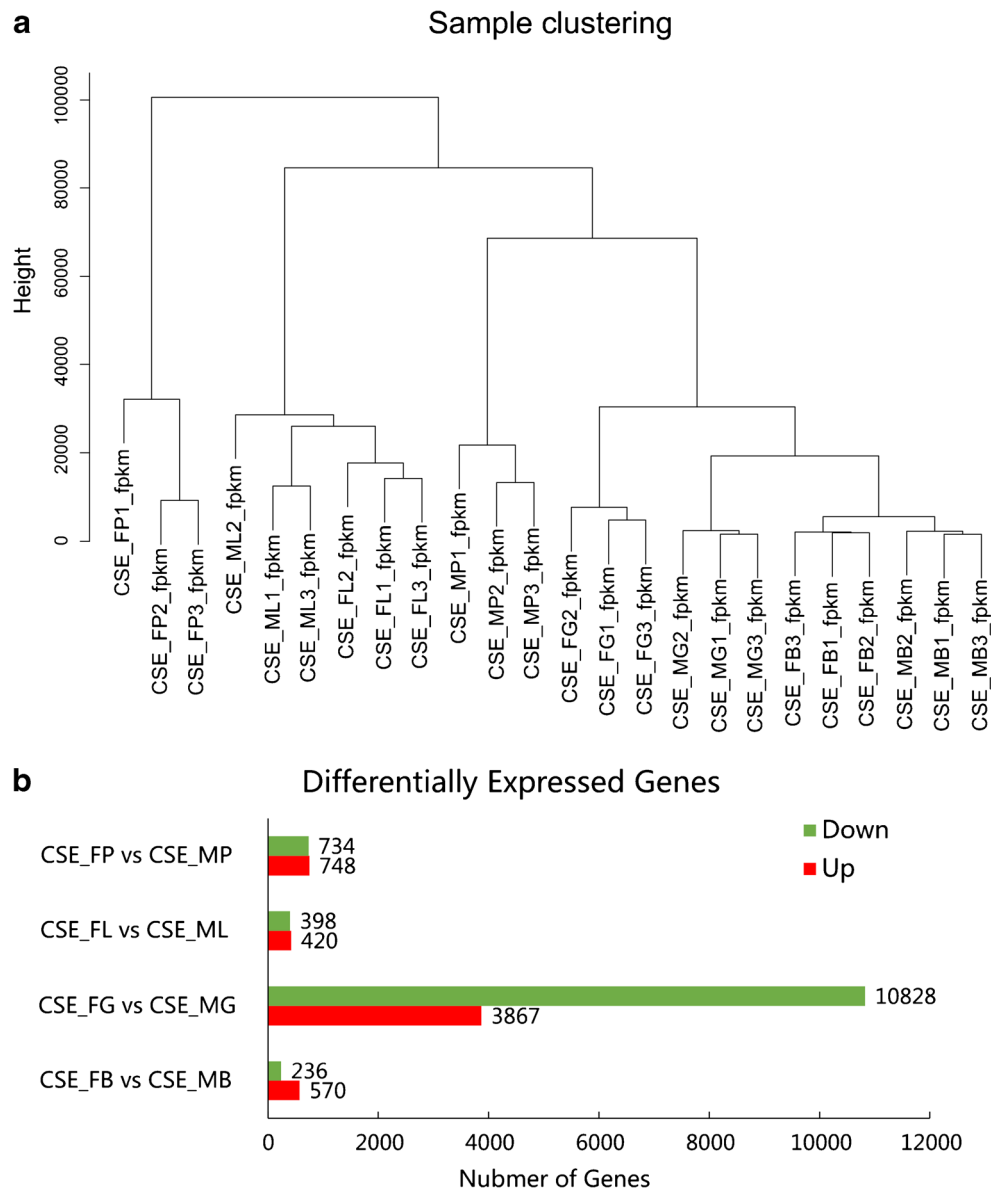 a
Sample clustering
Height
100000
80000
60000
40000
20000
0
CSE_FP1_fpkm
CSE_FP2_fpkm
CSE_FP3_fpkm
CSE_ML2_fpkm
CSE_ML1_fpkm
CSE_ML3_fpkm
CSE_FL2_fpkm
CSE_FL1_fpkm
CSE_FL3_fpkm
CSE_MP1_fpkm
CSE_MP2_fpkm
CSE_MP3_fpkm
CSE_FG2_fpkm
CSE_FG1_fpkm
CSE_FG3_fpkm
CSE_MG2_fpkm
CSE_MG1_fpkm
CSE_MG3_fpkm
CSE_FB3_fpkm
CSE_FB1_fpkm
CSE_FB2_fpkm
CSE_MB2_fpkm
CSE_MB1_fpkm
CSE_MB3_fpkm
b
Differentially Expressed Genes
Down
Up
CSE_FP vs CSE_MP
734
748
CSE_FL vs CSE_ML
398
420
CSE_FG vs CSE_MG
10828
3867
CSE_FB vs CSE_MB
236
570
0 2000 4000 6000 8000 10000 12000
Nubmer of Genes